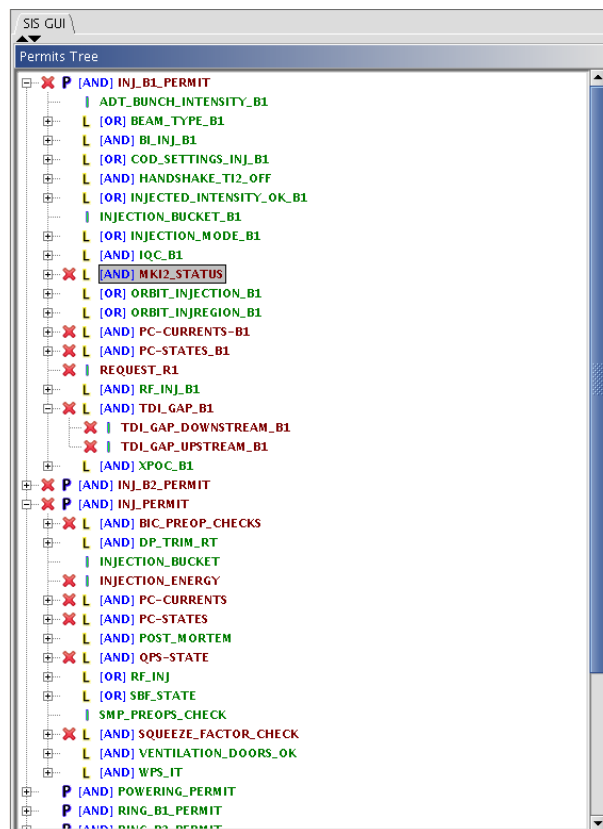 SIS GUI
Permits Tree
P [AND] INJ_B1_PERMIT
I ADT_BUNCH_INTENSITY_B1
L [OR] BEAM_TYPE_B1
L [AND] BI_INJ_B1
L [OR] COD_SETTINGS_INJ_B1
L [AND] HANDSHAKE_TI2_OFF
L [OR] INJECTED_INTENSITY_OK_B1
I INJECTION_BUCKET_B1
L [OR] INJECTION_MODE_B1
L [AND] IQC_B1
L [AND] MKI2_STATUS
L [OR] ORBIT_INJECTION_B1
L [OR] ORBIT_INJREGION_B1
L [AND] PC-CURRENTS-B1
L [AND] PC-STATES_B1
I REQUEST_R1
L [AND] RF_INJ_B1
L [AND] TDI_GAP_B1
I TDI_GAP_DOWNSTREAM_B1
I TDI_GAP_UPSTREAM_B1
L [AND] XPOC_B1
P [AND] INJ_B2_PERMIT
P [AND] INJ_PERMIT
L [AND] BIC_PREOP_CHECKS
L [AND] DP_TRIM_RT
I INJECTION_BUCKET
I INJECTION_ENERGY
L [AND] PC-CURRENTS
L [AND] PC-STATES
L [AND] POST_MORTEM
L [AND] QPS-STATE
L [OR] RF_INJ
L [OR] SBF_STATE
I SMP_PREOPS_CHECK
L [AND] SQUEEZE_FACTOR_CHECK
L [AND] VENTILATION_DOORS_OK
L [AND] WPS_IT
P [AND] POWERING_PERMIT
P [AND] RING_B1_PERMIT
P [AND] RING_B2_PERMIT